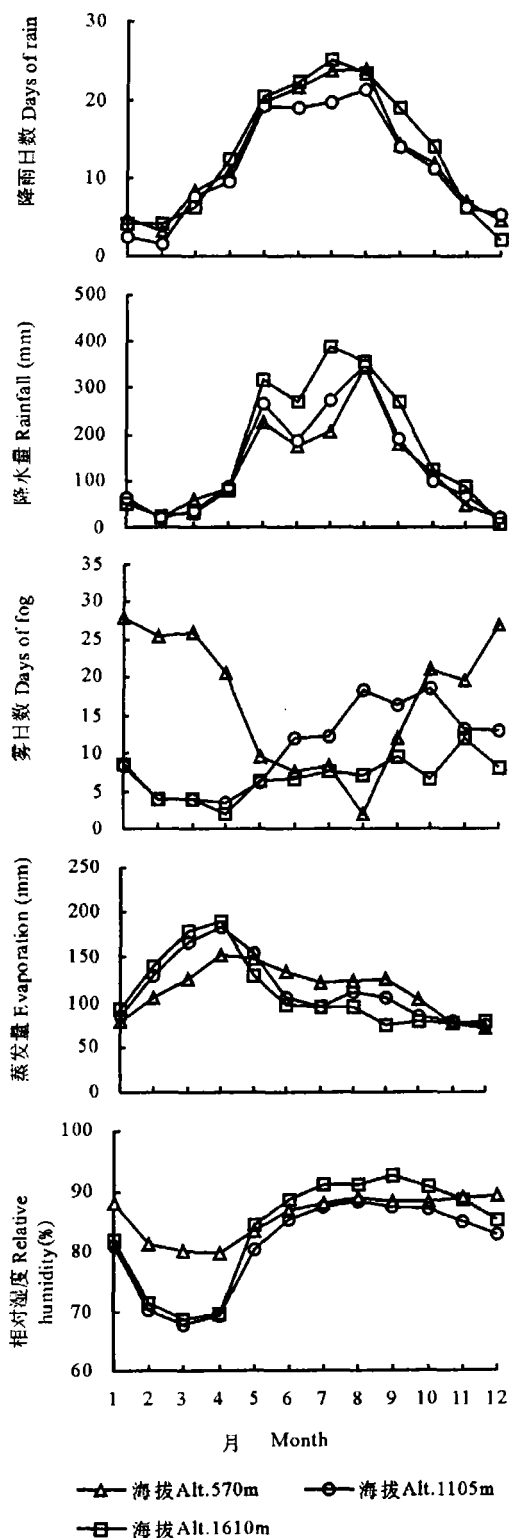 降雨日数 Days of rain
30
20
10
0
降水量 Rainfall (mm)
500
400
300
200
100
0
雾日数 Days of fog
35
30
25
20
15
10
5
0
蒸发量 Evaporation (mm)
250
200
150
100
50
0
相对湿度 Relative
humidity(%)
100
90
80
70
60
1 2 3 4 5 6 7 8 9 10 11 12
月 Month
海拔Alt.570m 海拔Alt.1105m
海拔Alt.1610m